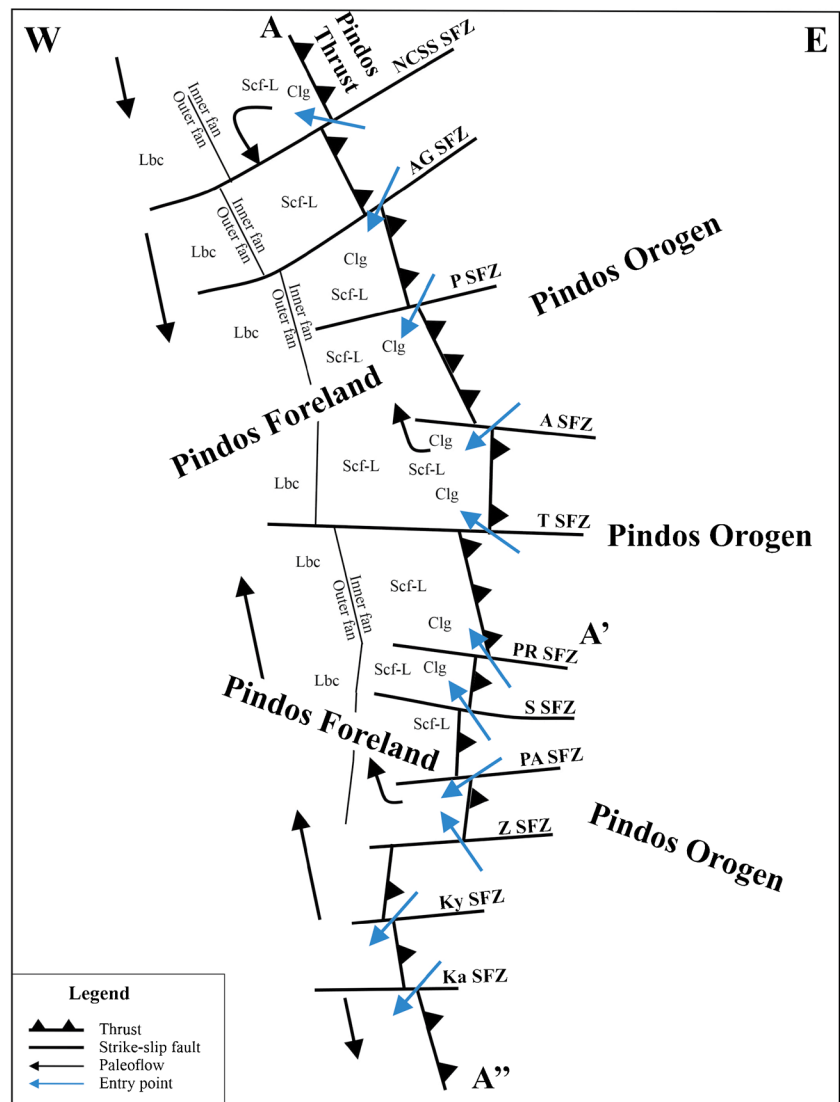 W
A
E
Pindos
Thrust
NCSS SFZ
Scf-L
Clg
Inner fan
Outer fan
Lbc
AG SFZ
Scf-L
Inner fan
Outer fan
Lbc
Clg
Pindos Orogen
P SFZ
Scf-L
Inner fan
Outer fan
Lbc
Clg
Scf-L
Pindos Foreland
A SFZ
Clg
Scf-L
Scf-L
Lbc
Clg
T SFZ
Pindos Orogen
Lbc
Inner fan
Outer fan
Scf-L
Clg
A’
PR SFZ
Scf-L
Clg
Lbc
Pindos Foreland
S SFZ
Scf-L
PA SFZ
Z SFZ
Pindos Orogen
Ky SFZ
Ka SFZ
A”
Legend
Thrust
Strike-slip fault
Paleoflow
Entry point